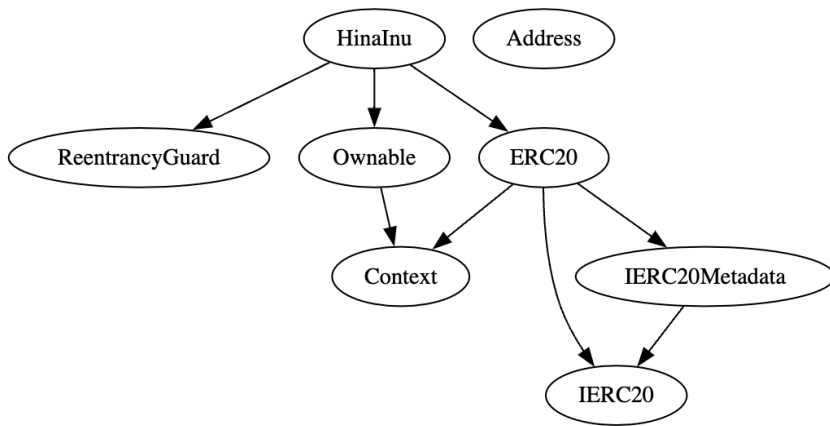 HinaInu
Address
ReentrancyGuard
Ownable
ERC20
Context
IERC20Metadata
IERC20